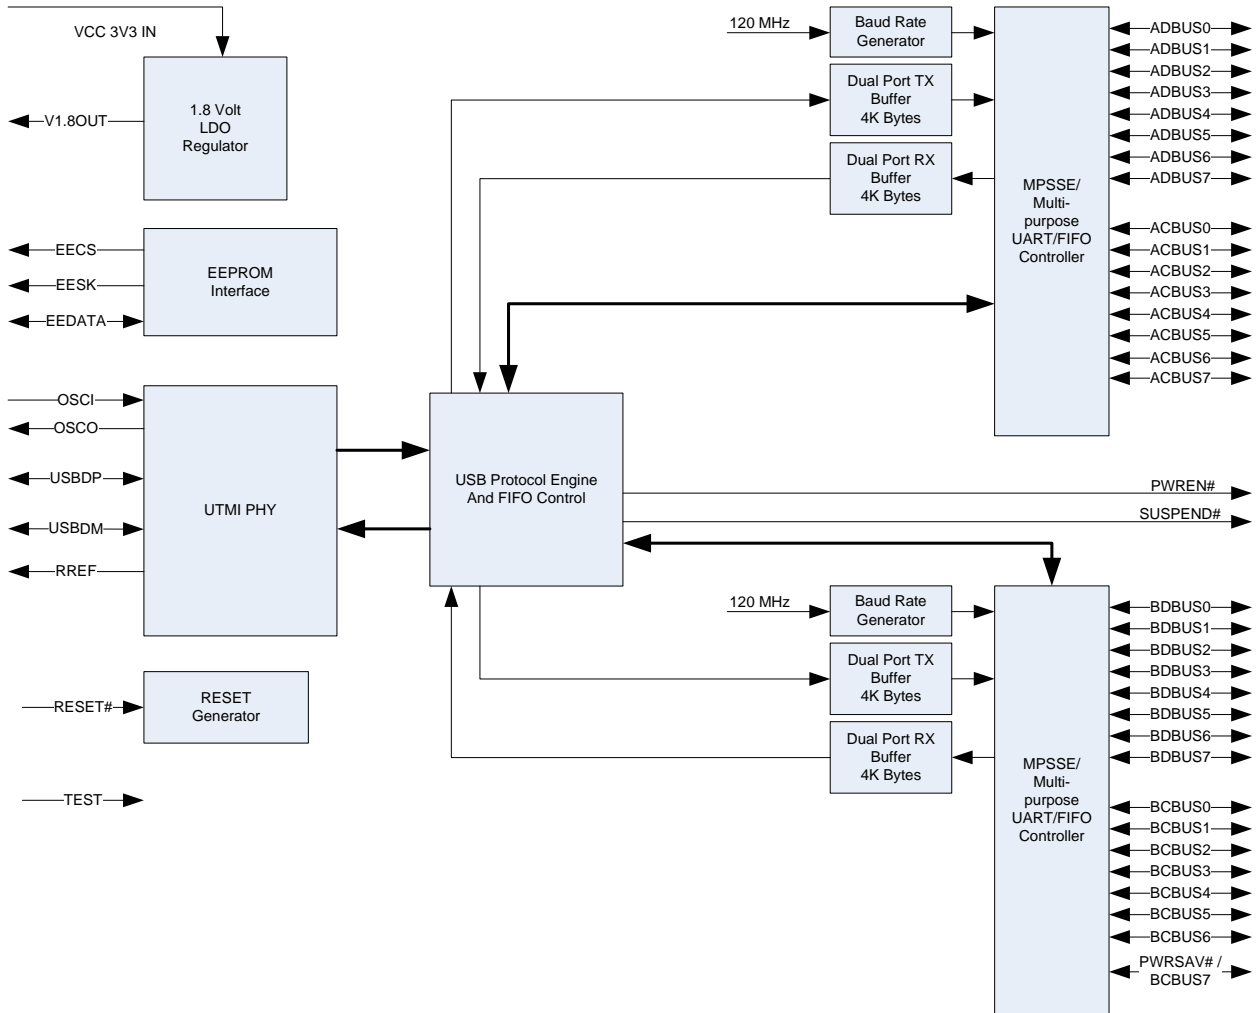 VCC 3V3 IN
1.8 Volt
LDO
Regulator
V1.8OUT
EECS
EESK
EEDATA
EEPROM
Interface
OSCI
OSCO
USBDP
USBDM
RREF
UTMI PHY
RESET#
RESET
Generator
TEST
USB Protocol Engine
And FIFO Control
120 MHz
Baud Rate
Generator
Dual Port TX
Buffer
4K Bytes
Dual Port RX
Buffer
4K Bytes
MPSSE/
Multi-
purpose
UART/FIFO
Controller
ADBUS0
ADBUS1
ADBUS2
ADBUS3
ADBUS4
ADBUS5
ADBUS6
ADBUS7
ACBUS0
ACBUS1
ACBUS2
ACBUS3
ACBUS4
ACBUS5
ACBUS6
ACBUS7
PWREN#
SUSPEND#
120 MHz
Baud Rate
Generator
Dual Port TX
Buffer
4K Bytes
Dual Port RX
Buffer
4K Bytes
MPSSE/
Multi-
purpose
UART/FIFO
Controller
BDBUS0
BDBUS1
BDBUS2
BDBUS3
BDBUS4
BDBUS5
BDBUS6
BDBUS7
BCBUS0
BCBUS1
BCBUS2
BCBUS3
BCBUS4
BCBUS5
BCBUS6
PWRSAV# /
BCBUS7